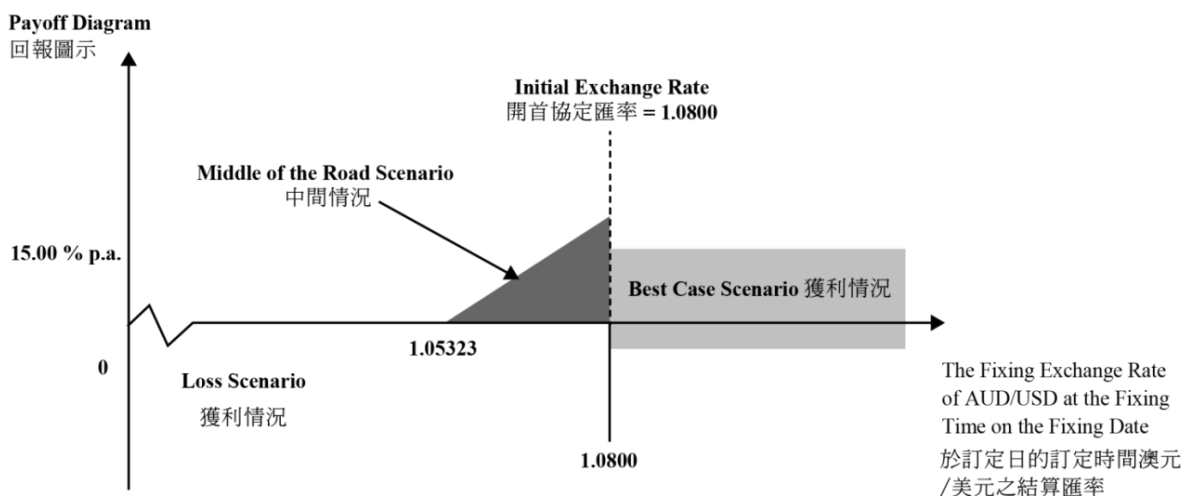 Payoff Diagram
回報圖示
Initial Exchange Rate
開首協定匯率 = 1.0800
Middle of the Road Scenario
中間情況
15.00 % p.a.
Best Case Scenario 獲利情況
1.05323
0
Loss Scenario
獲利情況
1.0800
The Fixing Exchange Rate
of AUD/USD at the Fixing
Time on the Fixing Date
於訂定日的訂定時間澳元
/美元之結算匯率